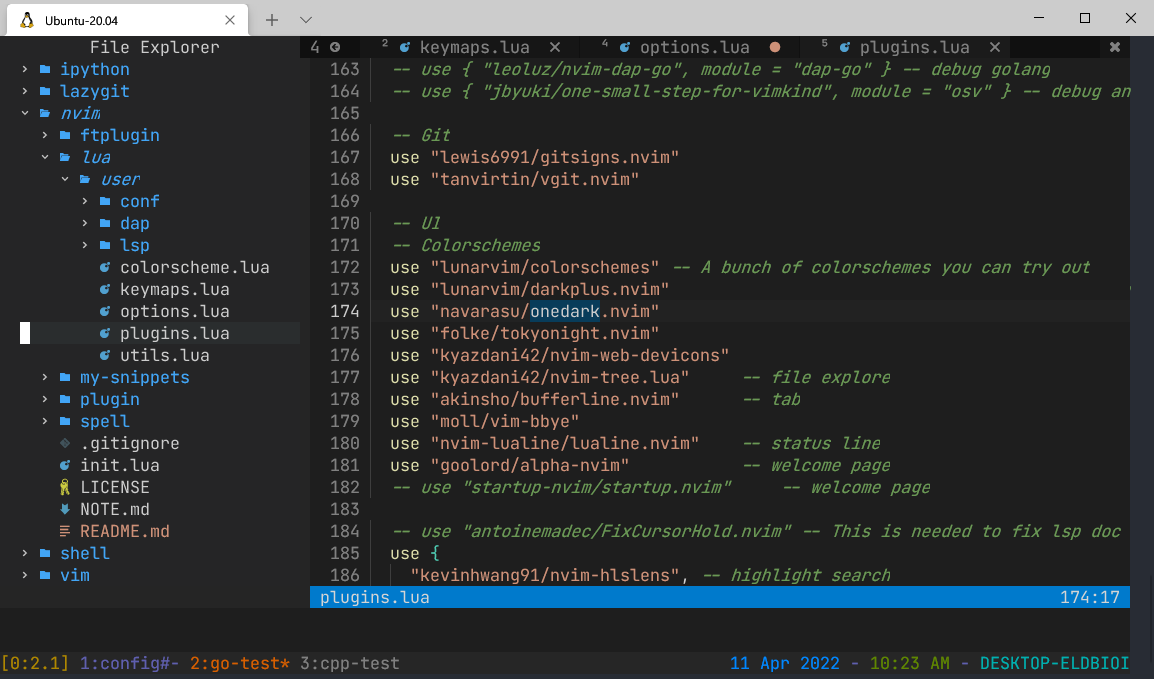 Ubuntu-20.04
File Explorer
ipython
lazygit
nvim
ftplugin
lua
user
conf
dap
lsp
colorscheme.lua
keymaps.lua
options.lua
plugins.lua
utils.lua
my-snippets
plugin
spell
.gitignore
init.lua
LICENSE
NOTE.md
README.md
shell
vim
4 2 keymaps.lua 4 options.lua 5 plugins.lua
163 -- use { "leoluz/nvim-dap-go", module = "dap-go" } -- debug golang
164 -- use { "jbyuki/one-small-step-for-vimkind", module = "osv" } -- debug an
165
166 -- Git
167 use "lewis6991/gitsigns.nvim"
168 use "tanvirtin/vgit.nvim"
169
170 -- UI
171 -- Colorschemes
172 use "lunarvim/colorschemes" -- A bunch of colorschemes you can try out
173 use "lunarvim/darkplus.nvim"
174 use "navarasu/onedark.nvim"
175 use "folke/tokyonight.nvim"
176 use "kyazdani42/nvim-web-devicons"
177 use "kyazdani42/nvim-tree.lua" -- file explore
178 use "akinsho/bufferline.nvim" -- tab
179 use "moll/vim-bbye"
180 use "nvim-lualine/lualine.nvim" -- status line
181 use "goolord/alpha-nvim" -- welcome page
182 -- use "startup-nvim/startup.nvim" -- welcome page
183
184 -- use "antoinemadec/FixCursorHold.nvim" -- This is needed to fix lsp doc
185 use {
186 "kevinhwang91/nvim-hlslens", -- highlight search
plugins.lua 174:17
[0:2.1] 1:config#- 2:go-test* 3:cpp-test 11 Apr 2022 - 10:23 AM - DESKTOP-ELDBIOI